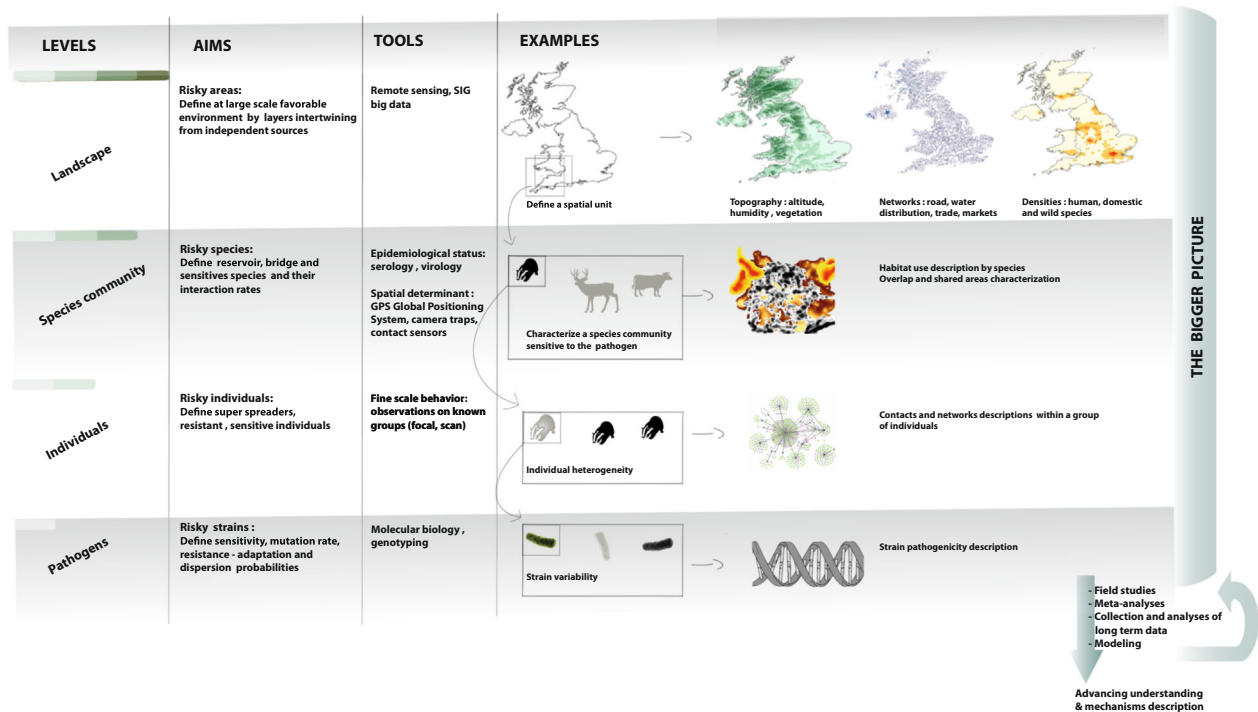 LEVELS
AIMS
TOOLS
EXAMPLES
Landscape
Risky areas:
Define at large scale favorable
environment by layers intertwining
from independent sources
Remote sensing, SIG
big data
Define a spatial unit
Topography : altitude,
humidity , vegetation
Networks : road, water
distribution, trade, markets
Densities : human, domestic
and wild species
Species community
Risky species:
Define reservoir, bridge and
sensitives species and their
interaction rates
Epidemiological status:
serology , virology
Spatial determinant :
GPS Global Positioning
System, camera traps,
contact sensors
Characterize a species community
sensitive to the pathogen
Habitat use description by species
Overlap and shared areas characterization
Individuals
Risky individuals:
Define super spreaders,
resistant , sensitive individuals
Fine scale behavior:
observations on known
groups (focal, scan)
Individual heterogeneity
Contacts and networks descriptions within a group
of individuals
Pathogens
Risky strains :
Define sensitivity, mutation rate,
resistance - adaptation and
dispersion probabilities
Molecular biology ,
genotyping
Strain variability
Strain pathogenicity description
THE BIGGER PICTURE
- Field studies
- Meta-analyses
- Collection and analyses of
long term data
- Modeling
Advancing understanding
& mechanisms description